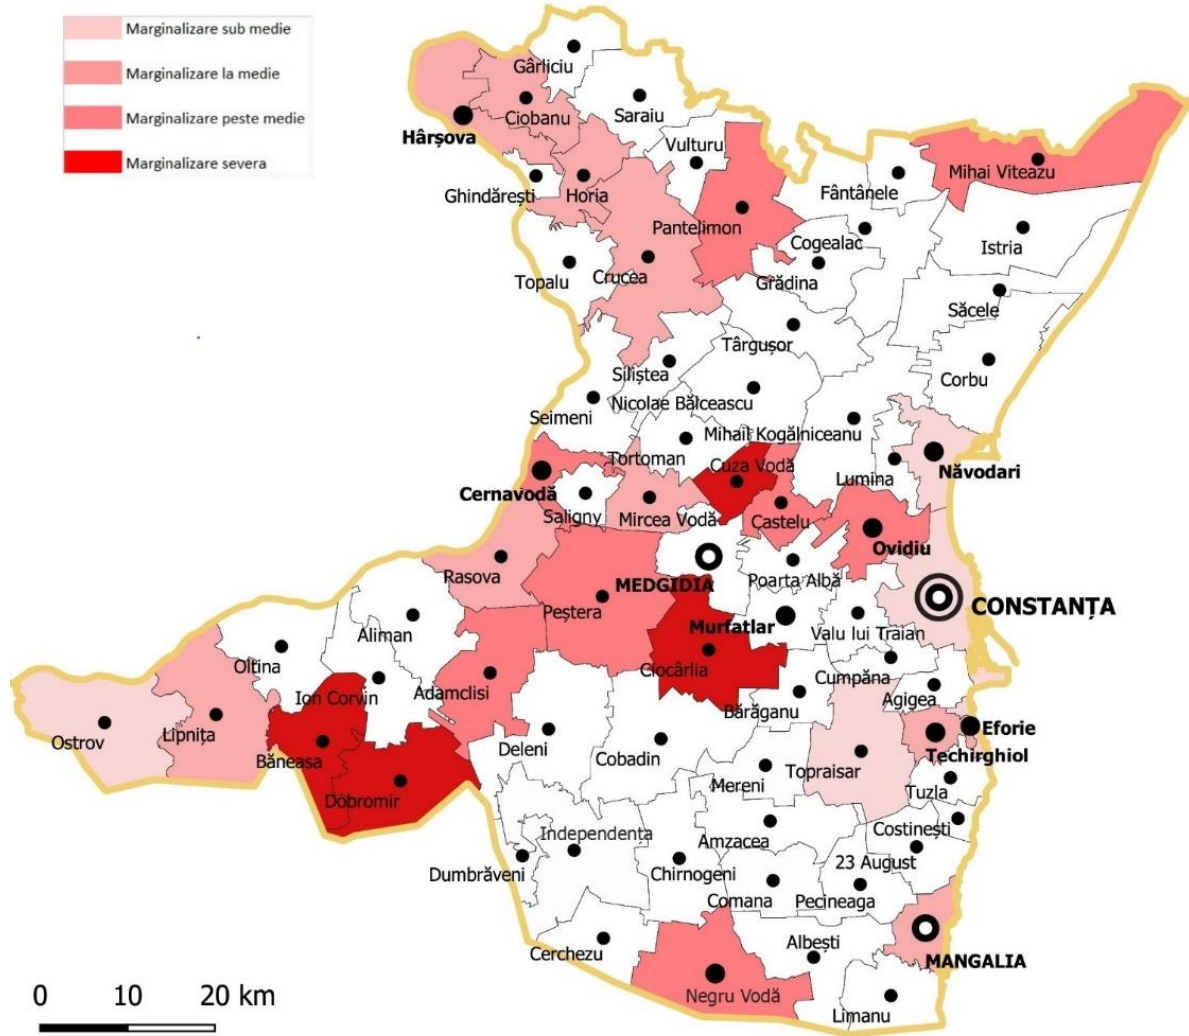 Marginalizare sub medie
Marginalizare la medie
Marginalizare peste medie
Marginalizare severa
Gârliciu
Ciobanu
Saraiu
Hârșova
Vulturu
Mihai Viteazu
Ghindărești
Horia
Fântânele
Pantelimon
Cogealac
Istria
Topalu
Crucea
Grădina
Săcele
Târgușor
Siliștea
Corbu
Nicolae Bălceascu
Seimeni
Mihail Kogălniceanu
Tortoman
Cuza Vodă
Lumina
Năvodari
Cernavodă
Saligny
Mircea Vodă
Castelu
Ovidiu
Rasova
MEDGIDIA
Poarta Albă
Peștera
CONSTANȚA
Murfatlar
Valu lui Traian
Aliman
Oltina
Ciocârlia
Cumpăna
Ion Corvin
Adamclisi
Agigea
Bărăganu
Ostrov
Lipnița
Eforie
Băneasa
Deleni
Cobadin
Techirghiol
Topraisar
Mereni
Dobromir
Tuzla
Costinești
Independența
Amzacea
23 August
Dumbrăveni
Chirnogeni
Comana
Pecineaga
Cerchezu
Albești
MANGALIA
Negru Vodă
Limanu
0 10 20 km